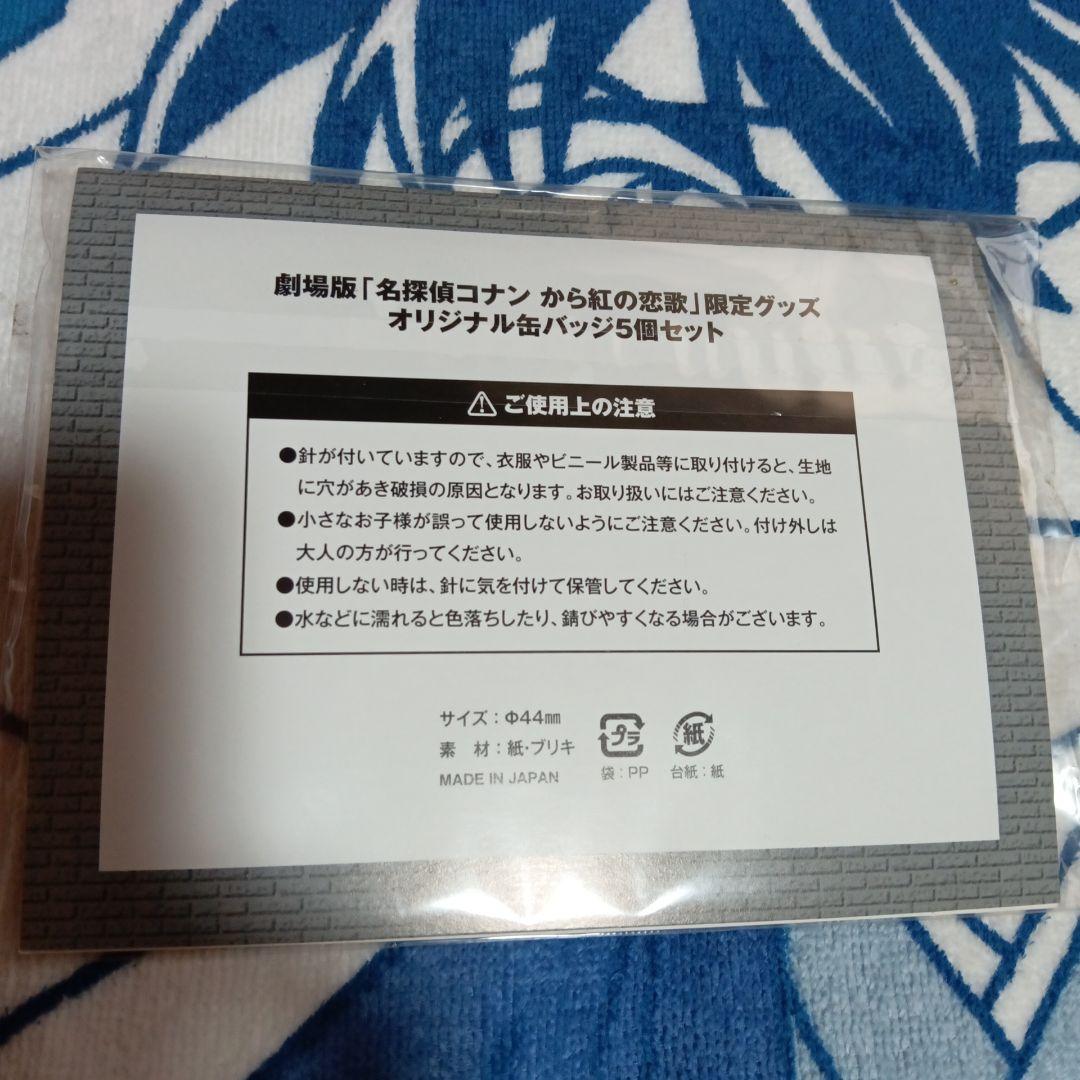 劇場版「名探偵コナン から紅の恋歌」限定グッズ
オリジナル缶バッジ5個セット
⚠ご使用上の注意
●針が付いていますので、衣服やビニール製品等に取り付けると、生地
に穴があき破損の原因となります。お取り扱いにはご注意ください。
●小さなお子様が誤って使用しないようにご注意ください。付け外しは
大人の方が行ってください。
●使用しない時は、針に気を付けて保管してください。
●水などに濡れると色落ちしたり、錆びやすくなる場合がございます。
サイズ：Φ44㎜
素　材：紙・ブリキ
MADE IN JAPAN
プラ
袋：PP
紙
台紙：紙